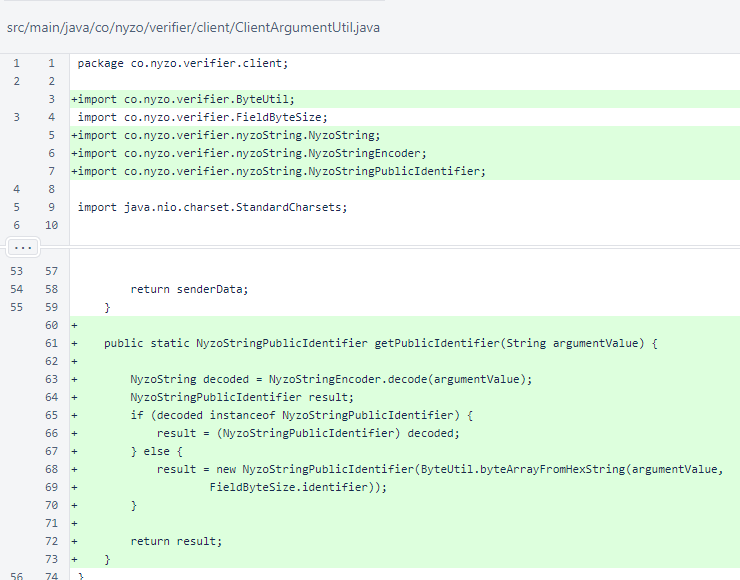 src/main/java/co/nyzo/verifier/client/ClientArgumentUtil.java
1 1 package co.nyzo.verifier.client;
2 2
3 +import co.nyzo.verifier.ByteUtil;
3 4 import co.nyzo.verifier.FieldByteSize;
5 +import co.nyzo.verifier.nyzoString.NyzoString;
6 +import co.nyzo.verifier.nyzoString.NyzoStringEncoder;
7 +import co.nyzo.verifier.nyzoString.NyzoStringPublicIdentifier;
4 8
5 9 import java.nio.charset.StandardCharsets;
6 10
...
53 57
54 58 return senderData;
55 59 }
60 +
61 + public static NyzoStringPublicIdentifier getPublicIdentifier(String argumentValue) {
62 +
63 + NyzoString decoded = NyzoStringEncoder.decode(argumentValue);
64 + NyzoStringPublicIdentifier result;
65 + if (decoded instanceof NyzoStringPublicIdentifier) {
66 + result = (NyzoStringPublicIdentifier) decoded;
67 + } else {
68 + result = new NyzoStringPublicIdentifier(ByteUtil.byteArrayFromHexString(argumentValue,
69 + FieldByteSize.identifier));
70 + }
71 +
72 + return result;
73 + }
56 74 }